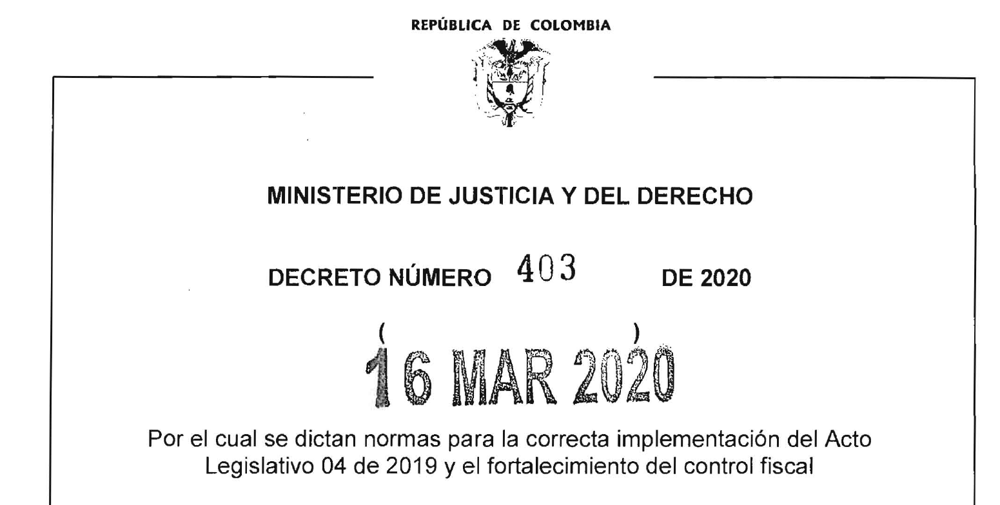 REPÚBLICA DE COLOMBIA
MINISTERIO DE JUSTICIA Y DEL DERECHO
DECRETO NÚMERO 403 DE 2020
( )
16 MAR 2020
Por el cual se dictan normas para la correcta implementación del Acto
Legislativo 04 de 2019 y el fortalecimiento del control fiscal